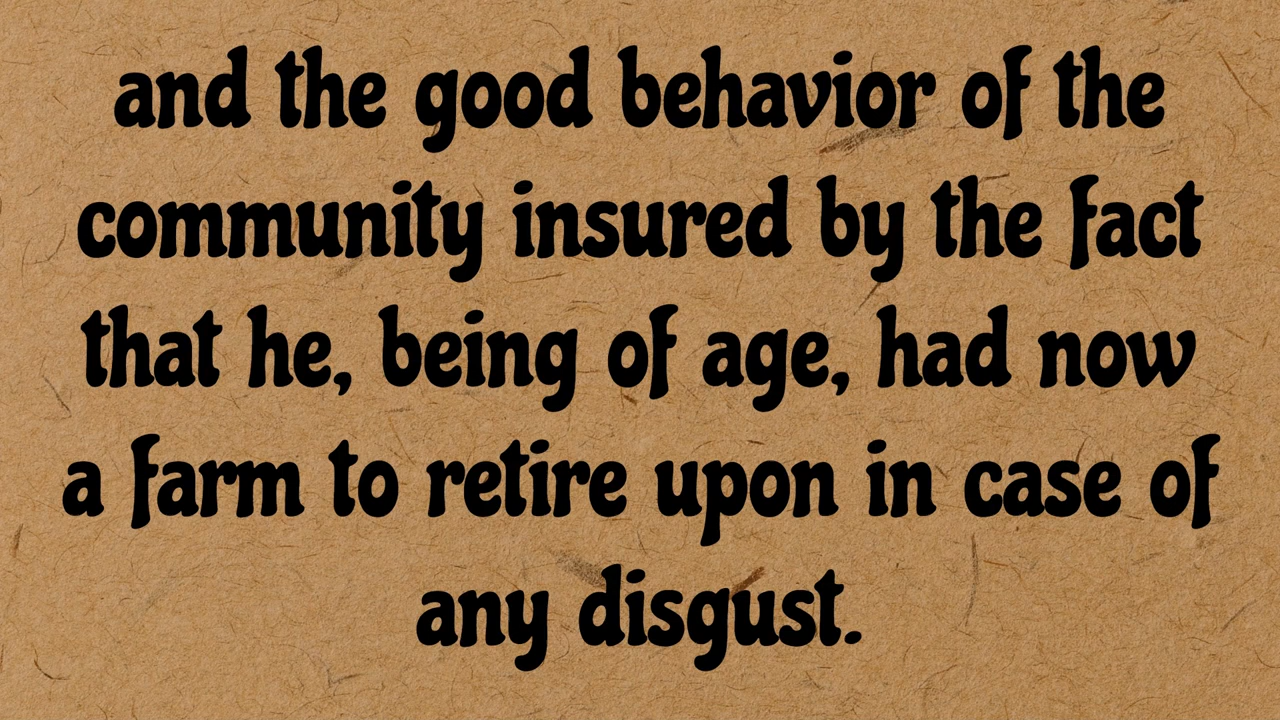 and the good behavior of the
community insured by the fact
that he, being of age, had now
a farm to retire upon in case of
any disgust.